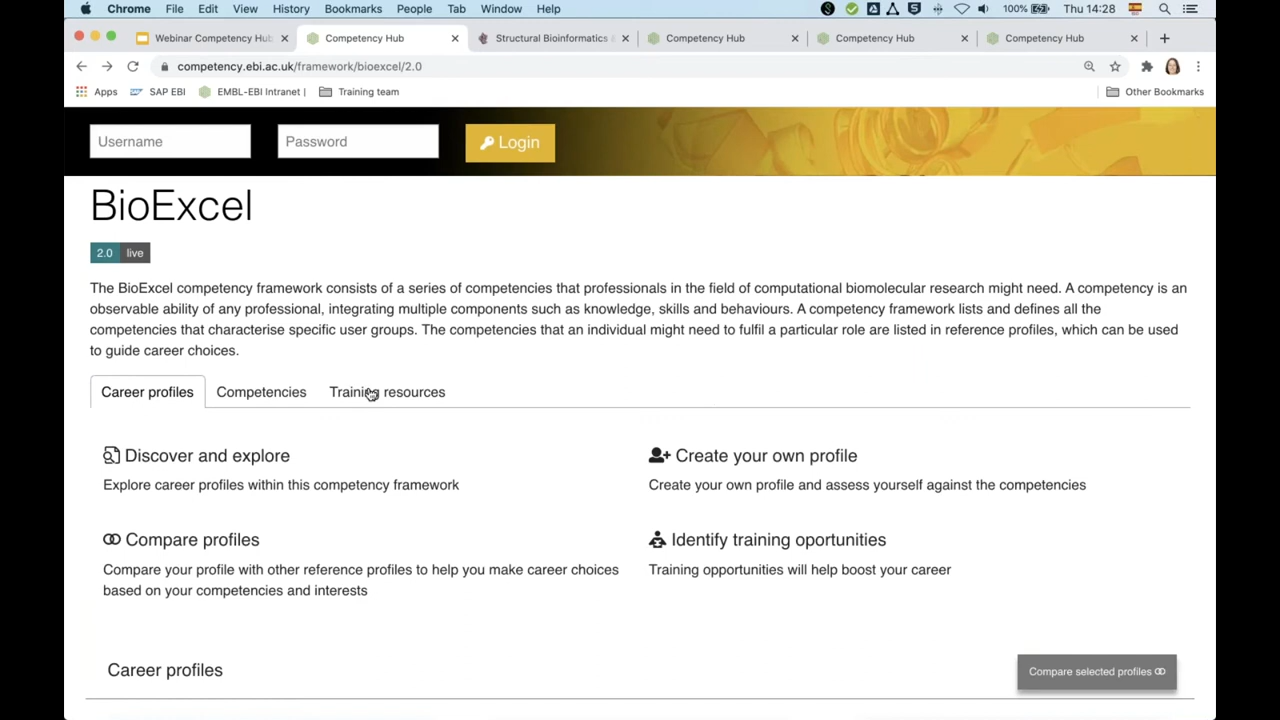 Chrome File Edit View History Bookmarks People Tab Window Help 100% Thu 14:28
Webinar Competency Hub Competency Hub Structural Bioinformatics Competency Hub Competency Hub Competency Hub
competency.ebi.ac.uk/framework/bioexcel/2.0
Apps SAP EBI EMBL-EBI Intranet | Training team Other Bookmarks
Username Password Login
BioExcel
2.0 live
The BioExcel competency framework consists of a series of competencies that professionals in the field of computational biomolecular research might need. A competency is an
observable ability of any professional, integrating multiple components such as knowledge, skills and behaviours. A competency framework lists and defines all the
competencies that characterise specific user groups. The competencies that an individual might need to fulfil a particular role are listed in reference profiles, which can be used
to guide career choices.
Career profiles Competencies Training resources
Discover and explore
Explore career profiles within this competency framework
Create your own profile
Create your own profile and assess yourself against the competencies
Compare profiles
Compare your profile with other reference profiles to help you make career choices
based on your competencies and interests
Identify training oportunities
Training opportunities will help boost your career
Career profiles
Compare selected profiles